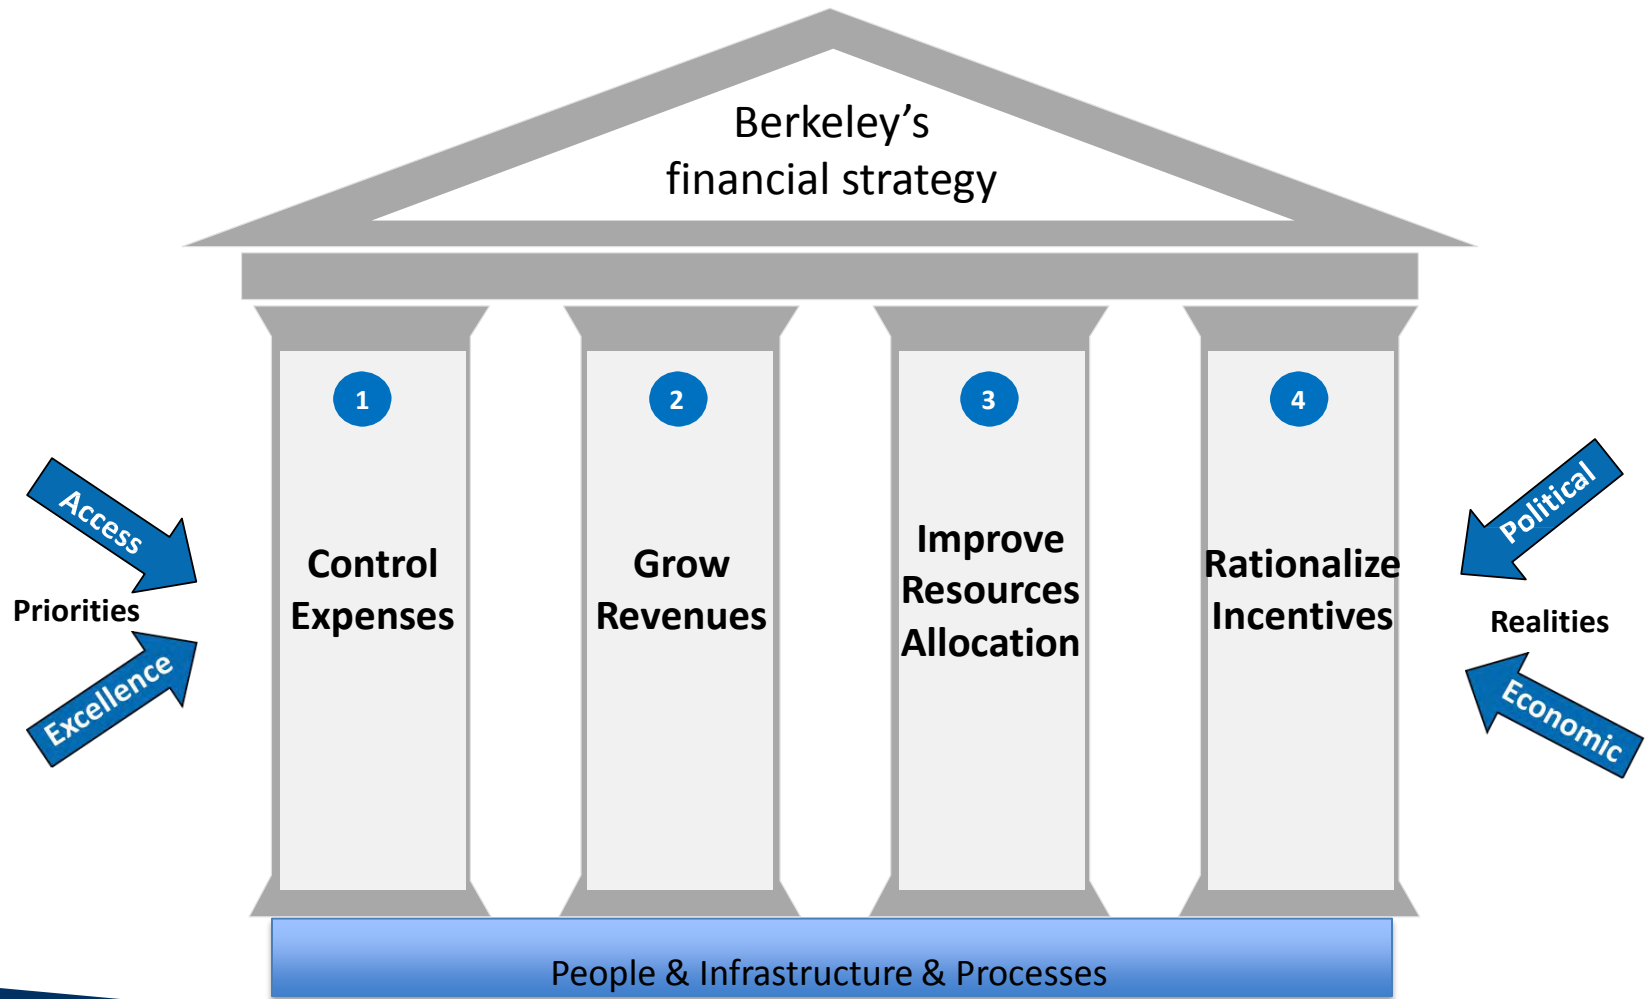 Berkeley’s
financial strategy
1
2
3
4
Access
Priorities
Excellence
Control
Expenses
Grow
Revenues
Improve
Resources
Allocation
Rationalize
Incentives
Political
Realities
Economic
People & Infrastructure & Processes